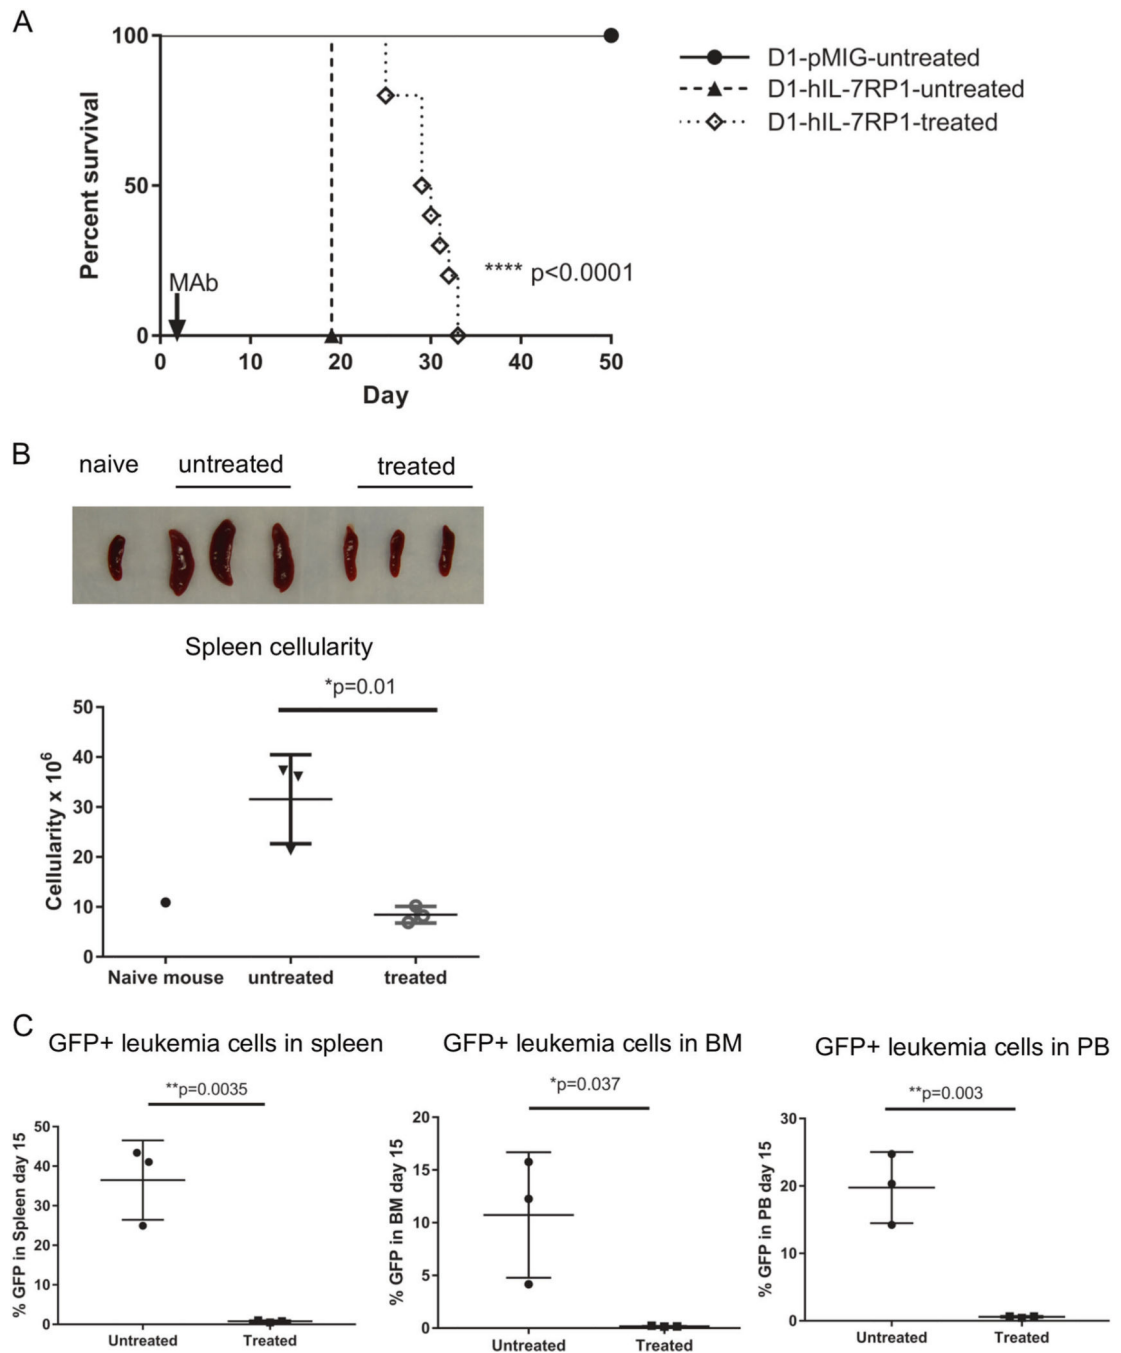 A
100
50
0
Percent survival
MAb
0 10 20 30 40 50
Day
**** p<0.0001
D1-pMIG-untreated
D1-hIL-7RP1-untreated
D1-hIL-7RP1-treated
B
naive untreated treated
Spleen cellularity
*p=0.01
Cellularity x 10⁶
50
40
30
20
10
0
Naive mouse untreated treated
C
GFP+ leukemia cells in spleen
**p=0.0035
% GFP in Spleen day 15
50
40
30
20
10
0
Untreated Treated
GFP+ leukemia cells in BM
*p=0.037
% GFP in BM day 15
20
15
10
5
0
Untreated Treated
GFP+ leukemia cells in PB
**p=0.003
% GFP in PB day 15
30
20
10
0
Untreated Treated